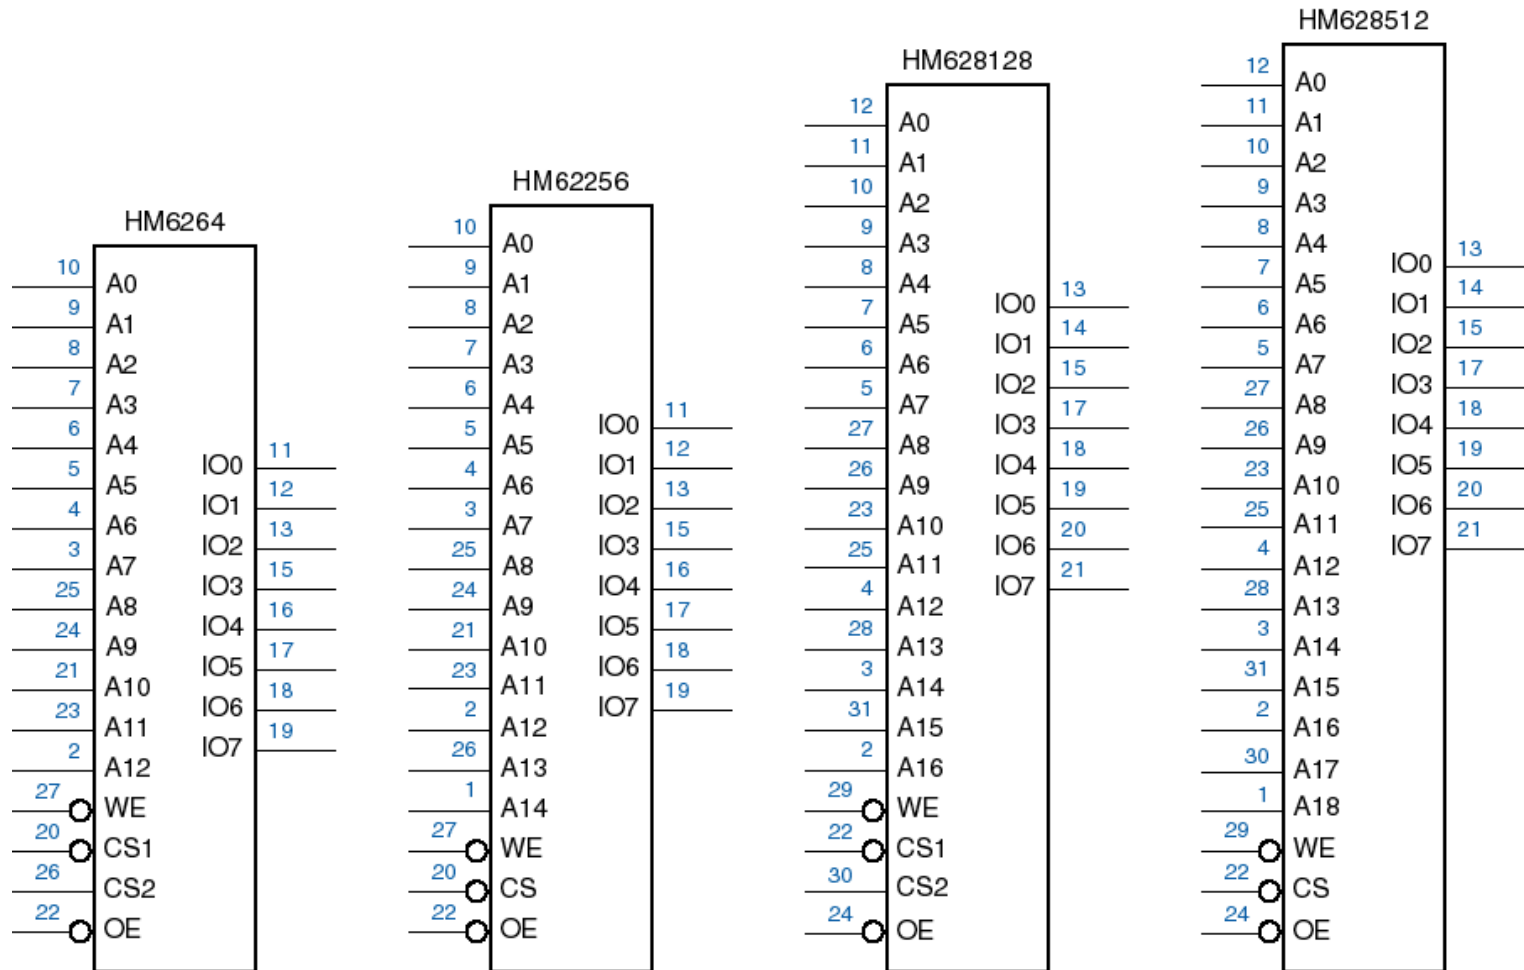 HM6264
10 A0
9 A1
8 A2
7 A3
6 A4
5 A5
4 A6
3 A7
25 A8
24 A9
21 A10
23 A11
2 A12
27 WE
20 CS1
26 CS2
22 OE
IO0 11
IO1 12
IO2 13
IO3 15
IO4 16
IO5 17
IO6 18
IO7 19
HM62256
10 A0
9 A1
8 A2
7 A3
6 A4
5 A5
4 A6
3 A7
25 A8
24 A9
21 A10
23 A11
2 A12
26 A13
1 A14
27 WE
20 CS
22 OE
IO0 11
IO1 12
IO2 13
IO3 15
IO4 16
IO5 17
IO6 18
IO7 19
HM628128
12 A0
11 A1
10 A2
9 A3
8 A4
7 A5
6 A6
5 A7
27 A8
26 A9
23 A10
25 A11
4 A12
28 A13
3 A14
31 A15
2 A16
29 WE
22 CS1
30 CS2
24 OE
IO0 13
IO1 14
IO2 15
IO3 17
IO4 18
IO5 19
IO6 20
IO7 21
HM628512
12 A0
11 A1
10 A2
9 A3
8 A4
7 A5
6 A6
5 A7
27 A8
26 A9
23 A10
25 A11
4 A12
28 A13
3 A14
31 A15
2 A16
30 A17
1 A18
29 WE
22 CS
24 OE
IO0 13
IO1 14
IO2 15
IO3 17
IO4 18
IO5 19
IO6 20
IO7 21